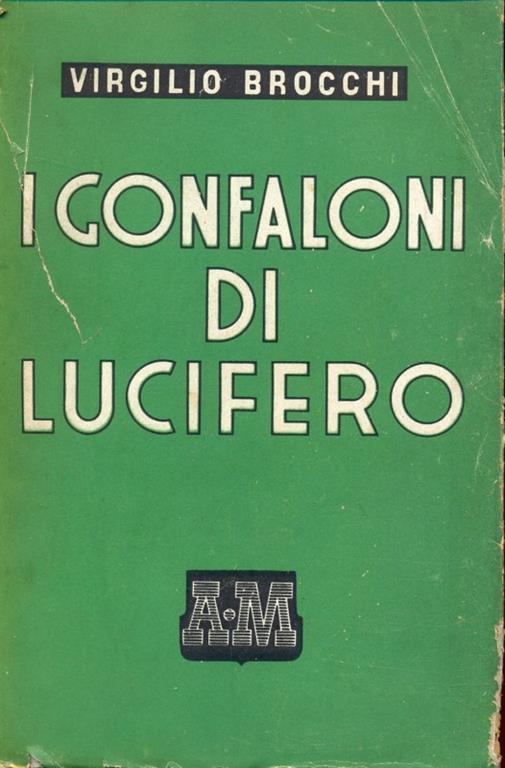 VIRGILIO BROCCHI
I GONFALONI
DI
LUCIFERO
A·M